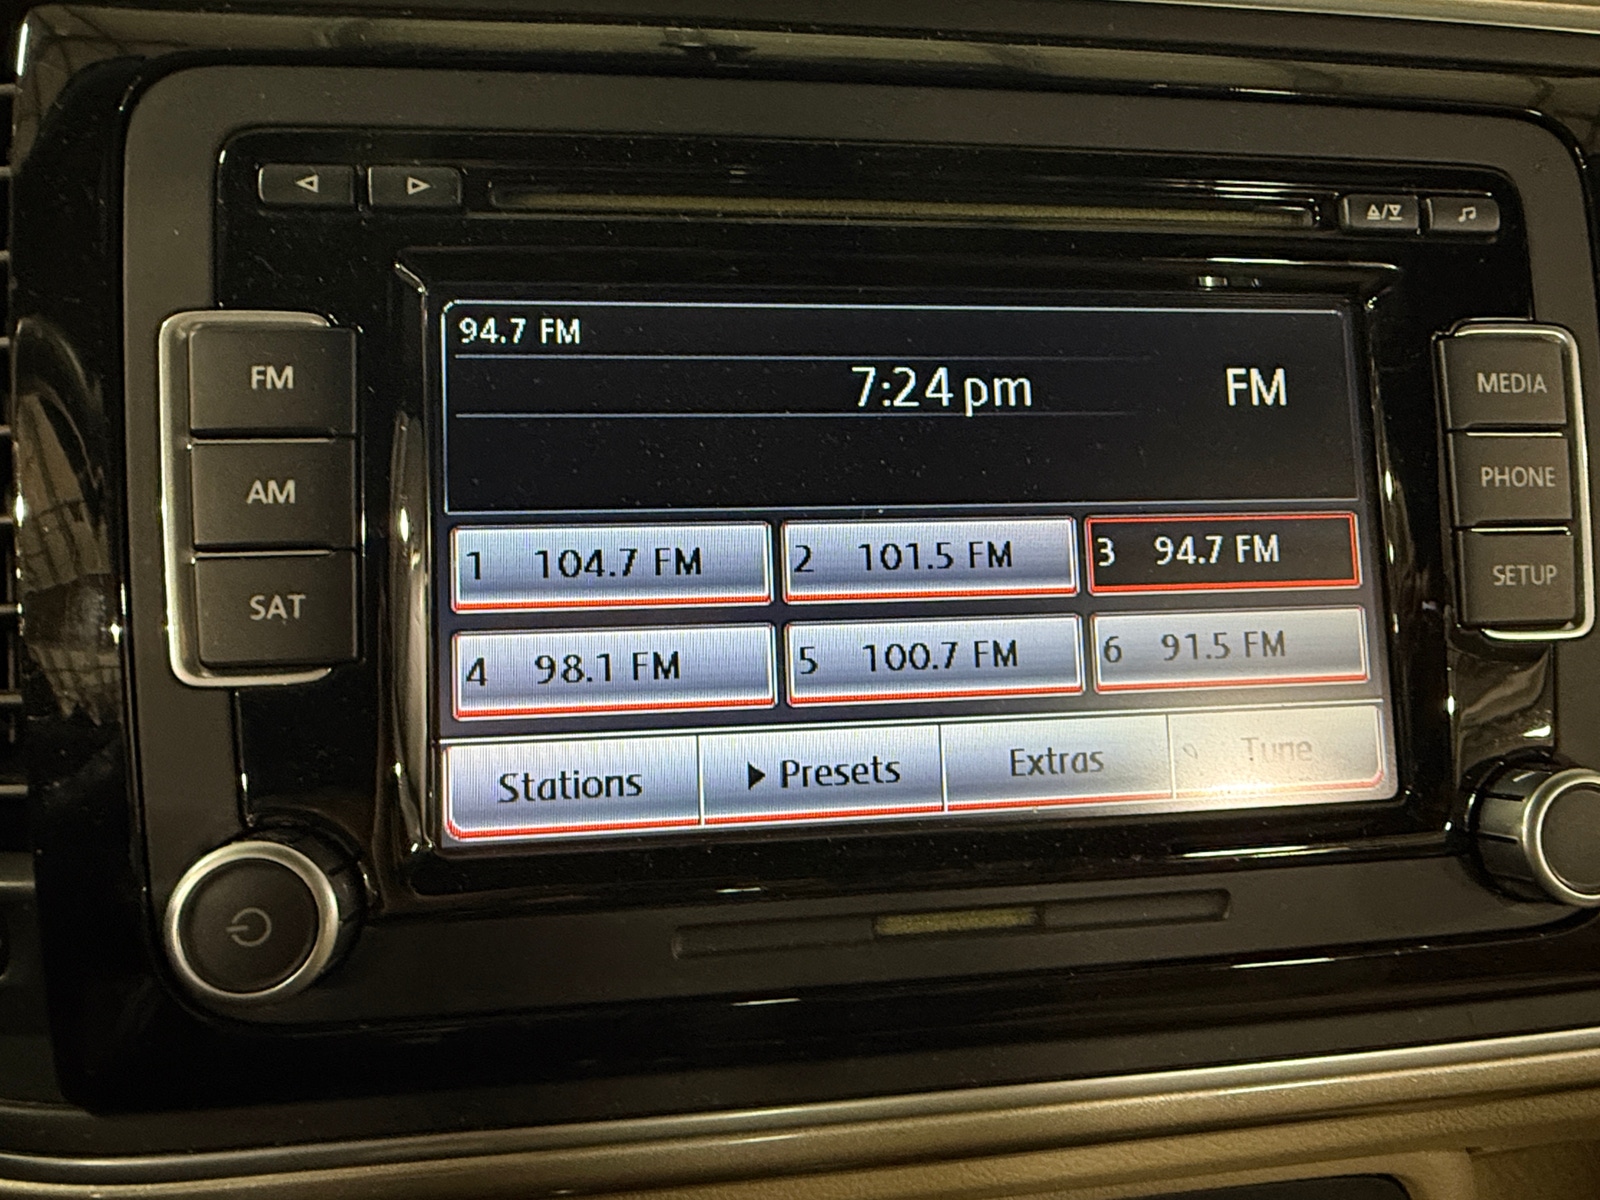 94.7 FM
7:24 pm FM
1 104.7 FM 2 101.5 FM 3 94.7 FM
4 98.1 FM 5 100.7 FM 6 91.5 FM
Stations Presets Extras Tune
FM
AM
SAT
MEDIA
PHONE
SETUP